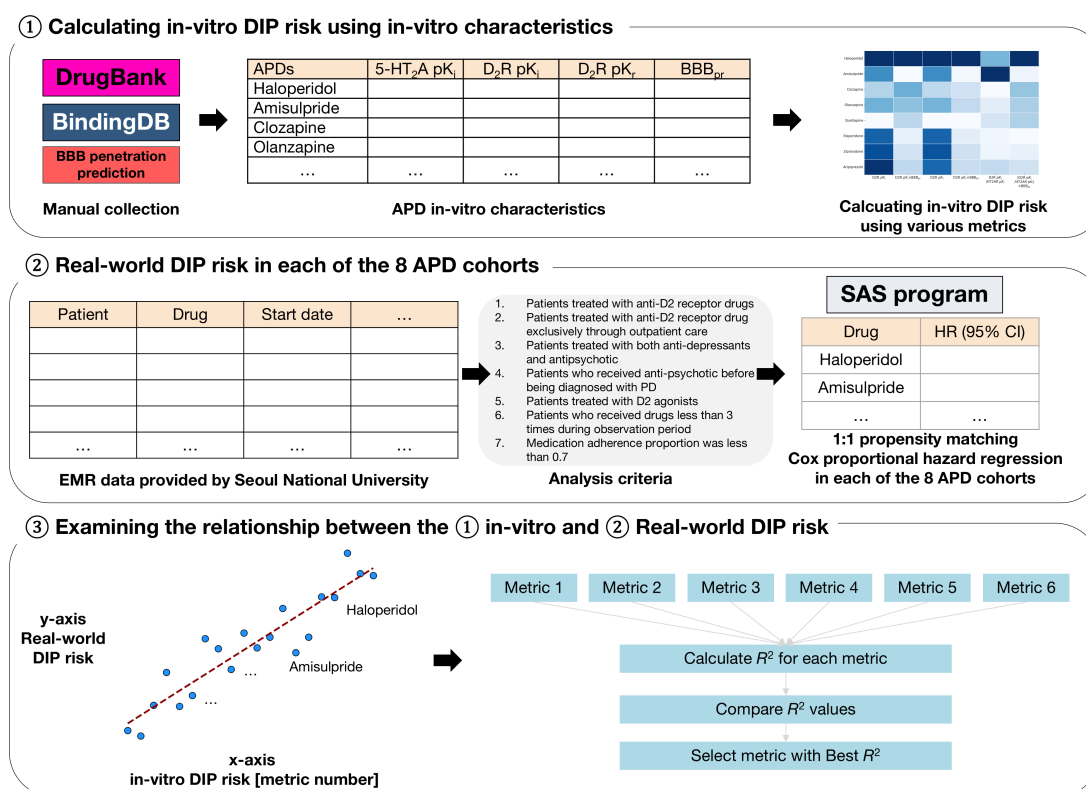 ① Calculating in-vitro DIP risk using in-vitro characteristics
DrugBank
BindingDB
BBB penetration
prediction
Manual collection
APDs 5-HT₂A pKᵢ D₂R pKᵢ D₂R pKᵣ BBBpr
Haloperidol
Amisulpride
Clozapine
Olanzapine
... ... ... ... ...
APD in-vitro characteristics
Haloperidol
Amisulpride
Clozapine
Olanzapine
Quetiapine
Risperidone
Ziprasidone
Aripiprazole
Calcuating in-vitro DIP risk
using various metrics
② Real-world DIP risk in each of the 8 APD cohorts
Patient Drug Start date ...
... ... ... ...
EMR data provided by Seoul National University
1. Patients treated with anti-D2 receptor drugs
2. Patients treated with anti-D2 receptor drug
exclusively through outpatient care
3. Patients treated with both anti-depressants
and antipsychotic
4. Patients who received anti-psychotic before
being diagnosed with PD
5. Patients treated with D2 agonists
6. Patients who received drugs less than 3
times during observation period
7. Medication adherence proportion was less
than 0.7
Analysis criteria
SAS program
Drug HR (95% CI)
Haloperidol
Amisulpride
... ...
1:1 propensity matching
Cox proportional hazard regression
in each of the 8 APD cohorts
③ Examining the relationship between the ① in-vitro and ② Real-world DIP risk
y-axis
Real-world
DIP risk
Haloperidol
Amisulpride
...
...
x-axis
in-vitro DIP risk [metric number]
Metric 1 Metric 2 Metric 3 Metric 4 Metric 5 Metric 6
Calculate R² for each metric
Compare R² values
Select metric with Best R²